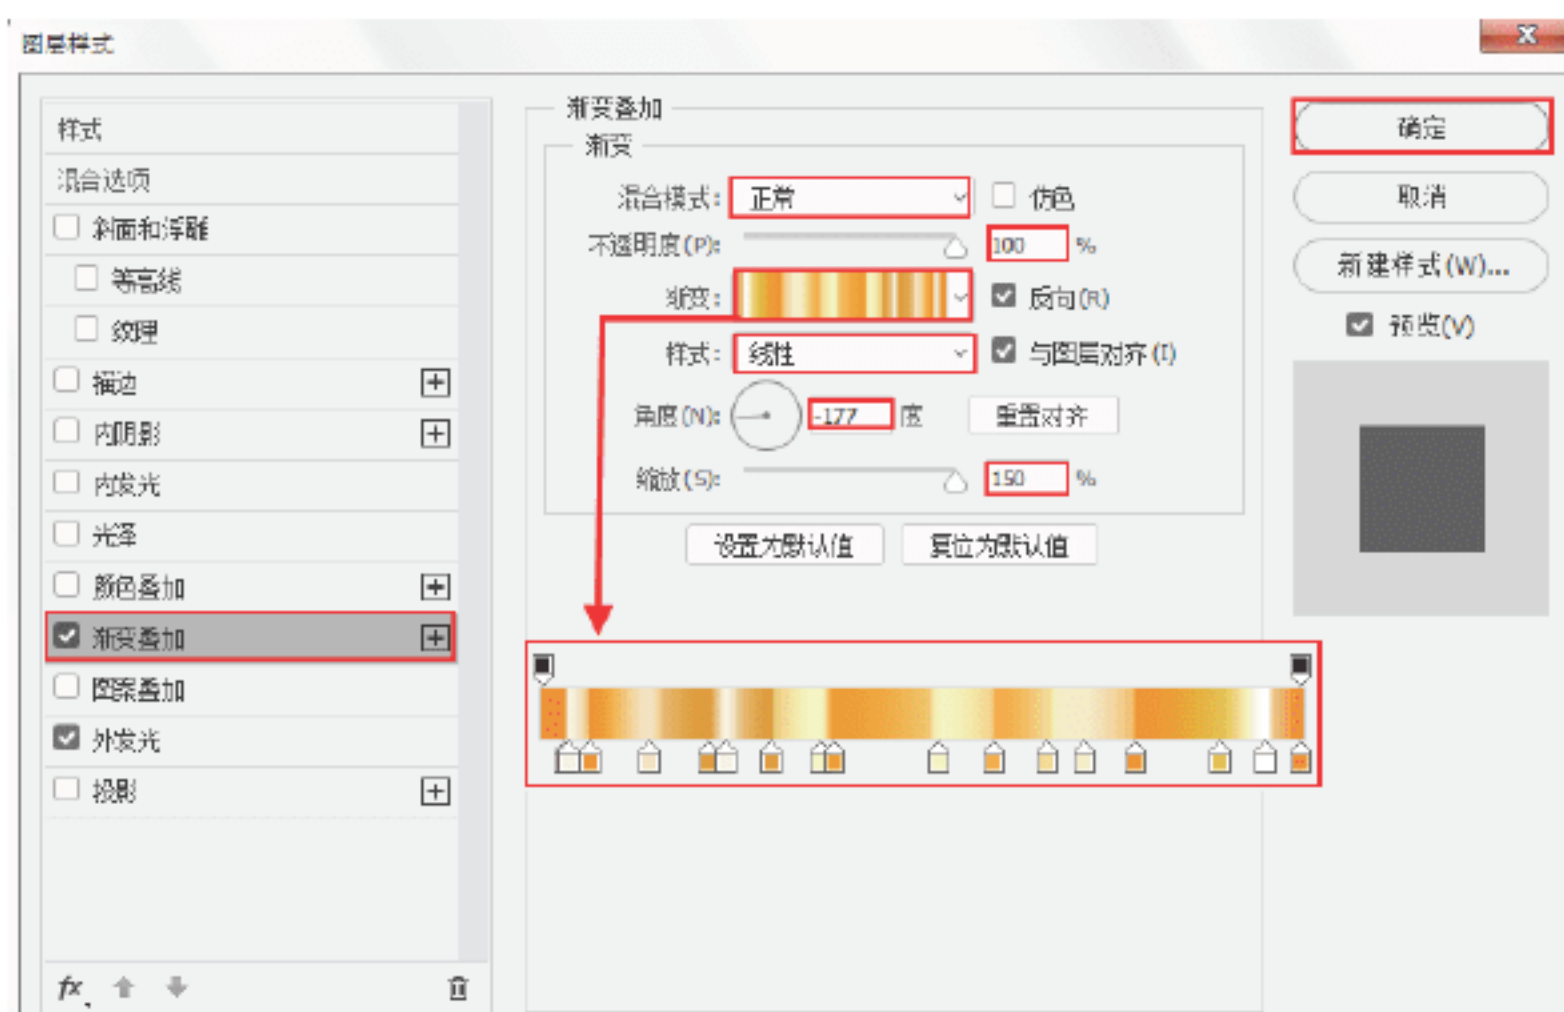 图层样式
样式
混合选项
斜面和浮雕
等高线
纹理
描边
内阴影
内发光
光泽
颜色叠加
渐变叠加
图案叠加
外发光
投影
fx
渐变叠加
渐变
混合模式： 正常 仿色
不透明度(P): 100 %
渐变： 反向(R)
样式： 线性 与图层对齐(I)
角度(N): -177 度 重置对齐
缩放(S): 150 %
设置为默认值 复位为默认值
确定
取消
新建样式(W)...
预览(V)